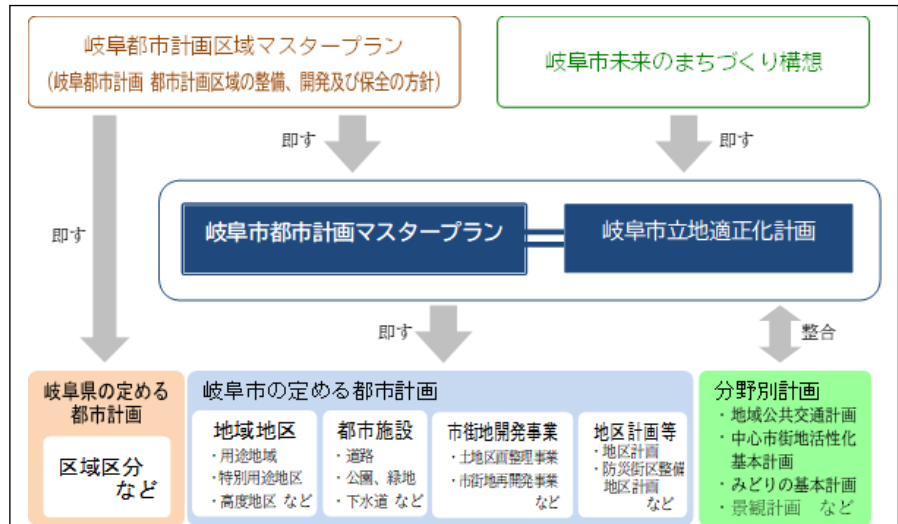 岐阜都市計画区域マスタープラン
(岐阜都市計画 都市計画区域の整備、開発及び保全の方針)
岐阜市未来のまちづくり構想
即す
即す
即す
岐阜市都市計画マスタープラン
岐阜市立地適正化計画
即す
整合
岐阜県の定める
都市計画
区域区分
など
岐阜市の定める都市計画
地域地区
・用途地域
・特別用途地区
・高度地区 など
都市施設
・道路
・公園、緑地
・下水道 など
市街地開発事業
・土地区画整理事業
・市街地再開発事業
など
地区計画等
・地区計画
・防災街区整備
地区計画
など
分野別計画
・地域公共交通計画
・中心市街地活性化
基本計画
・みどりの基本計画
・景観計画 など